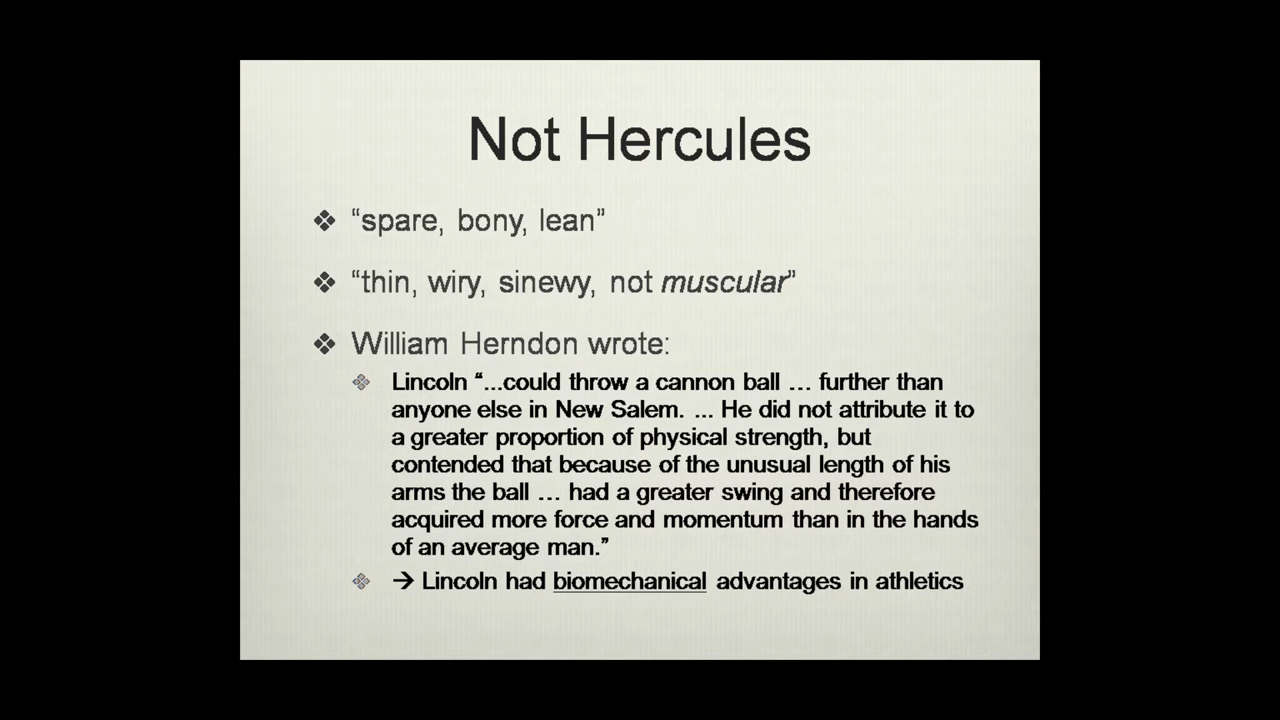 Not Hercules
❖ “spare, bony, lean”
❖ “thin, wiry, sinewy, not muscular”
❖ William Herndon wrote:
❖ Lincoln “...could throw a cannon ball … further than
anyone else in New Salem. ... He did not attribute it to
a greater proportion of physical strength, but
contended that because of the unusual length of his
arms the ball … had a greater swing and therefore
acquired more force and momentum than in the hands
of an average man.”
❖ → Lincoln had biomechanical advantages in athletics